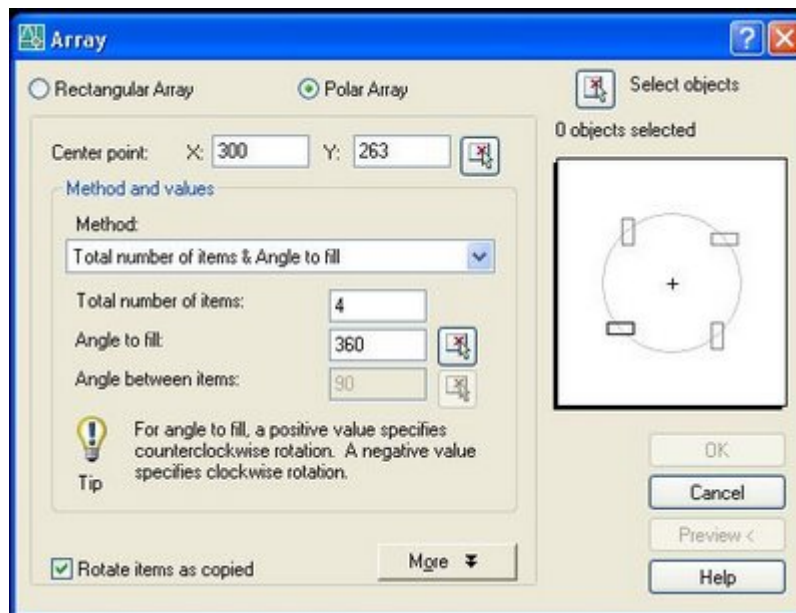 Array
Rectangular Array Polar Array Select objects
0 objects selected
Center point: X: 300 Y: 263
Method and values
Method:
Total number of items & Angle to fill
Total number of items: 4
Angle to fill: 360
Angle between items: 90
For angle to fill, a positive value specifies
counterclockwise rotation. A negative value
specifies clockwise rotation.
Tip
OK
Cancel
Preview <
Help
Rotate items as copied More